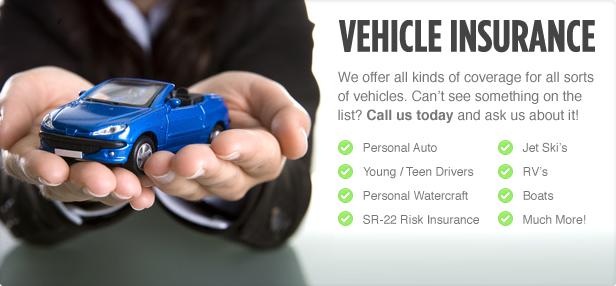 VEHICLE INSURANCE
We offer all kinds of coverage for all sorts
of vehicles. Can't see something on the
list? Call us today and ask us about it!
Personal Auto
Young / Teen Drivers
Personal Watercraft
SR-22 Risk Insurance
Jet Ski's
RV's
Boats
Much More!